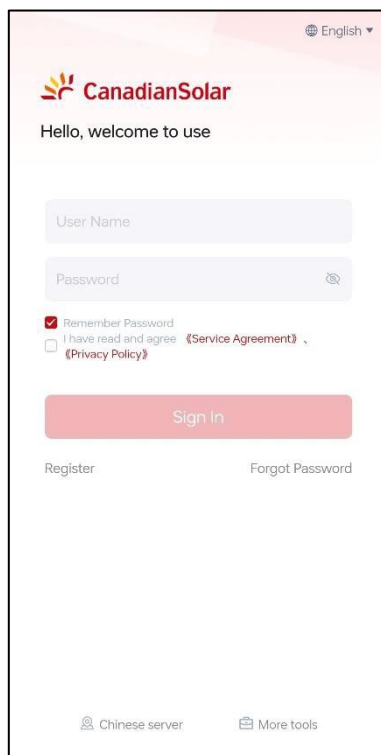 English
CanadianSolar
Hello, welcome to use
User Name
Password
Remember Password
I have read and agree 《Service Agreement》 、
《Privacy Policy》
Sign In
Register Forgot Password
Chinese server More tools